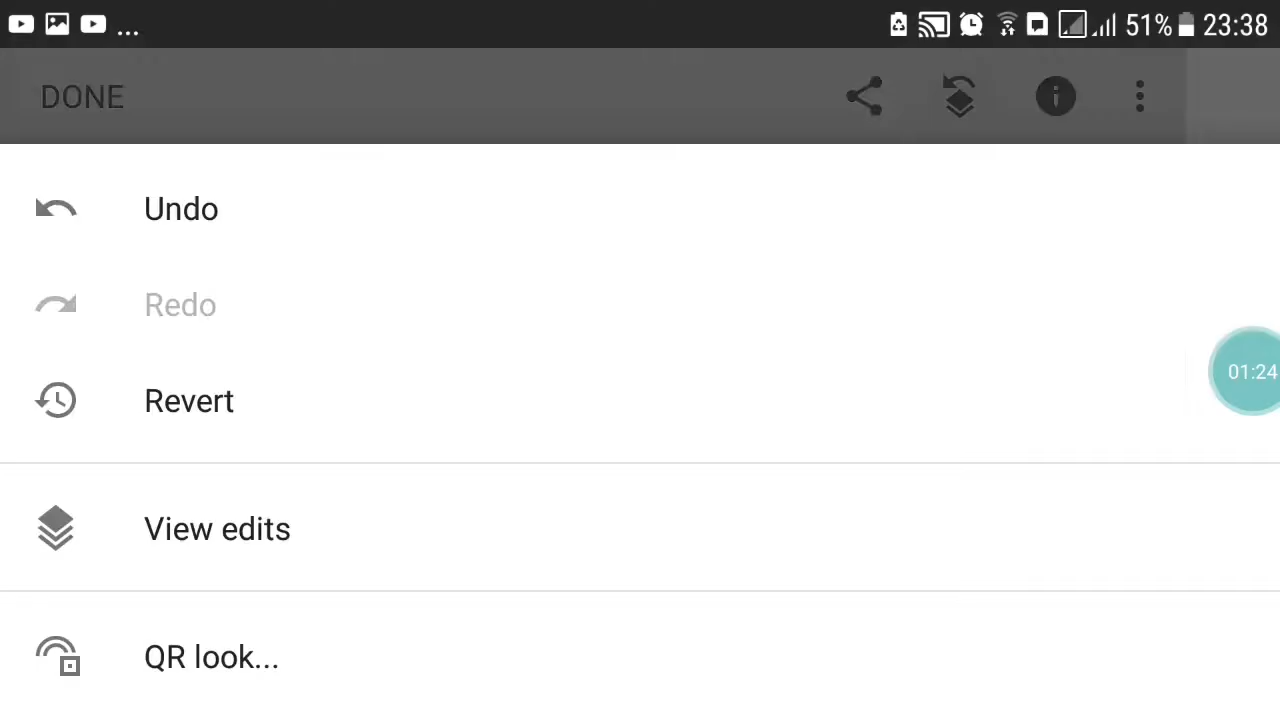 ... 51% 23:38
DONE
Undo
Redo
Revert
01:24
View edits
QR look...